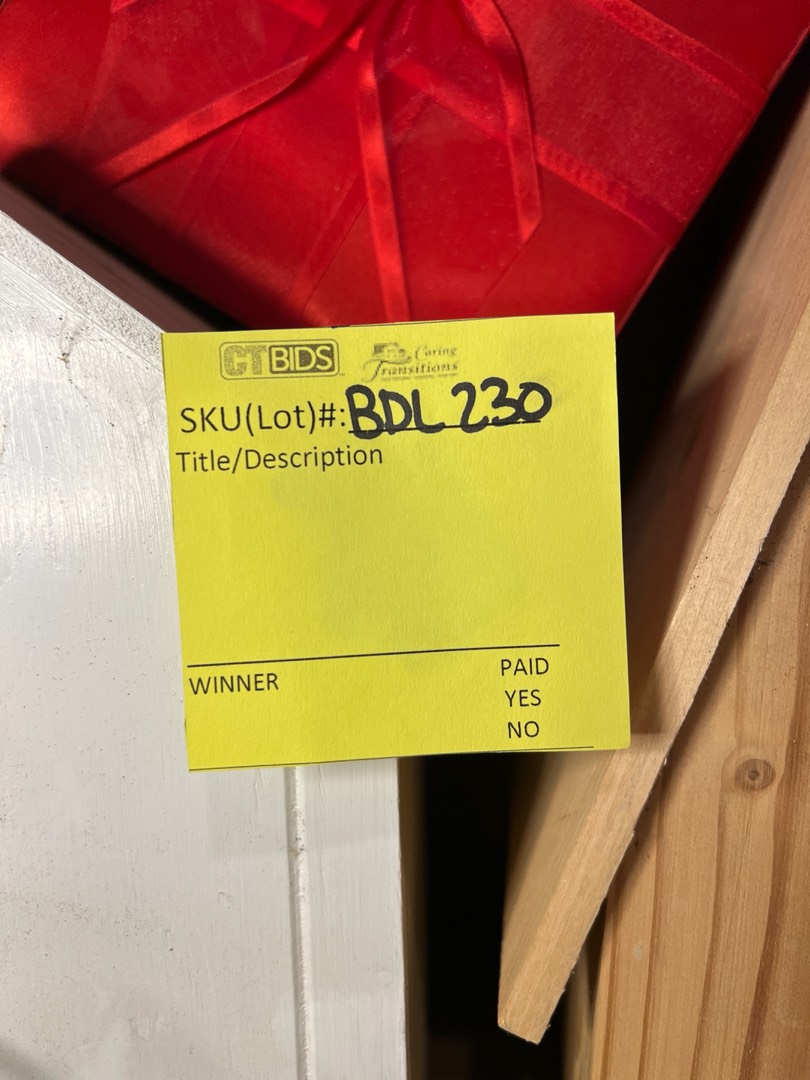 CTBIDS
Caring
Transitions
SKU(Lot)#:BDL 230
Title/Description
WINNER
PAID
YES
NO